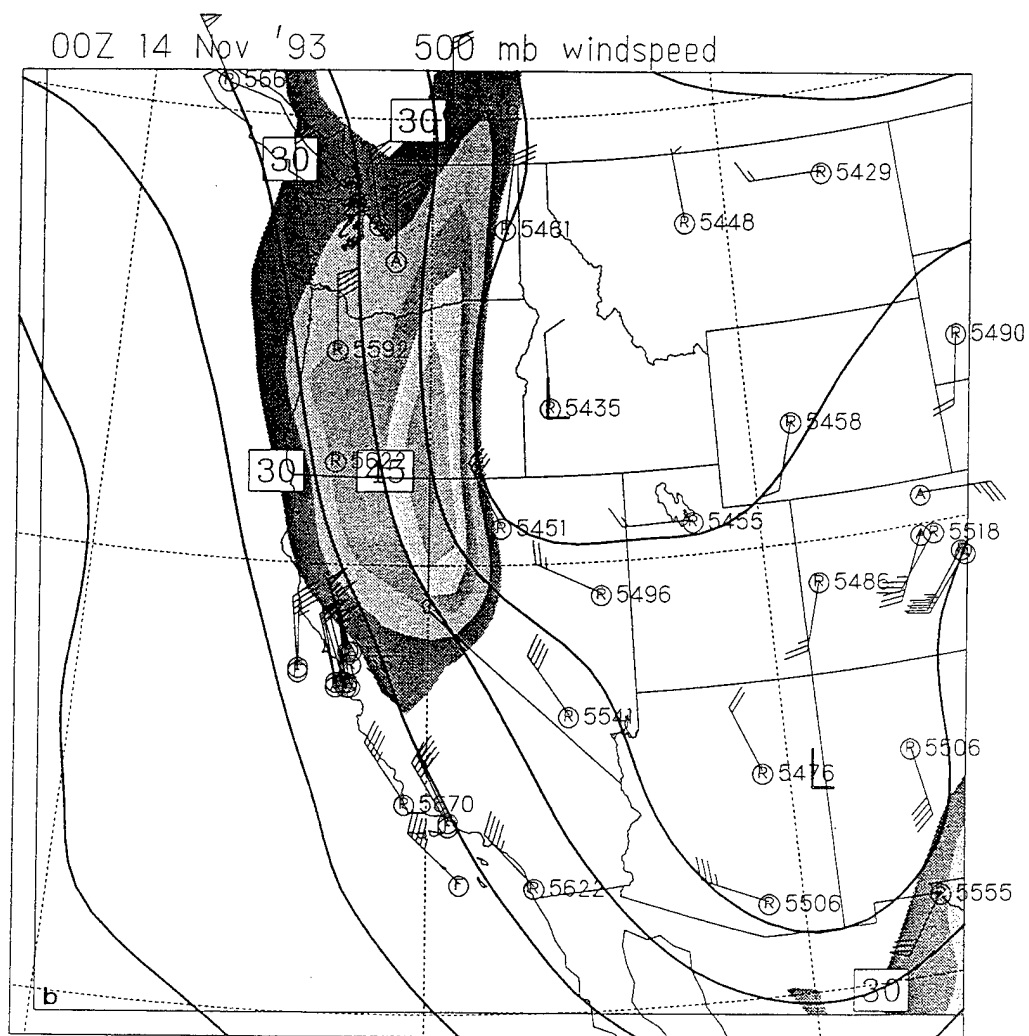 00Z 14 Nov '93 500 mb windspeed
R 566
30
30
R 5429
R 5448
R 5461
A
R 5490
R 5592
R 5435
L
R 5458
R 5622
30
45
A
R 5451
R 5455
A
R 5518
R 5496
R 5486
F
R 5541
R 5506
R 5476
L
R 5670
F
F
R 5622
R 5506
R 5555
30
b